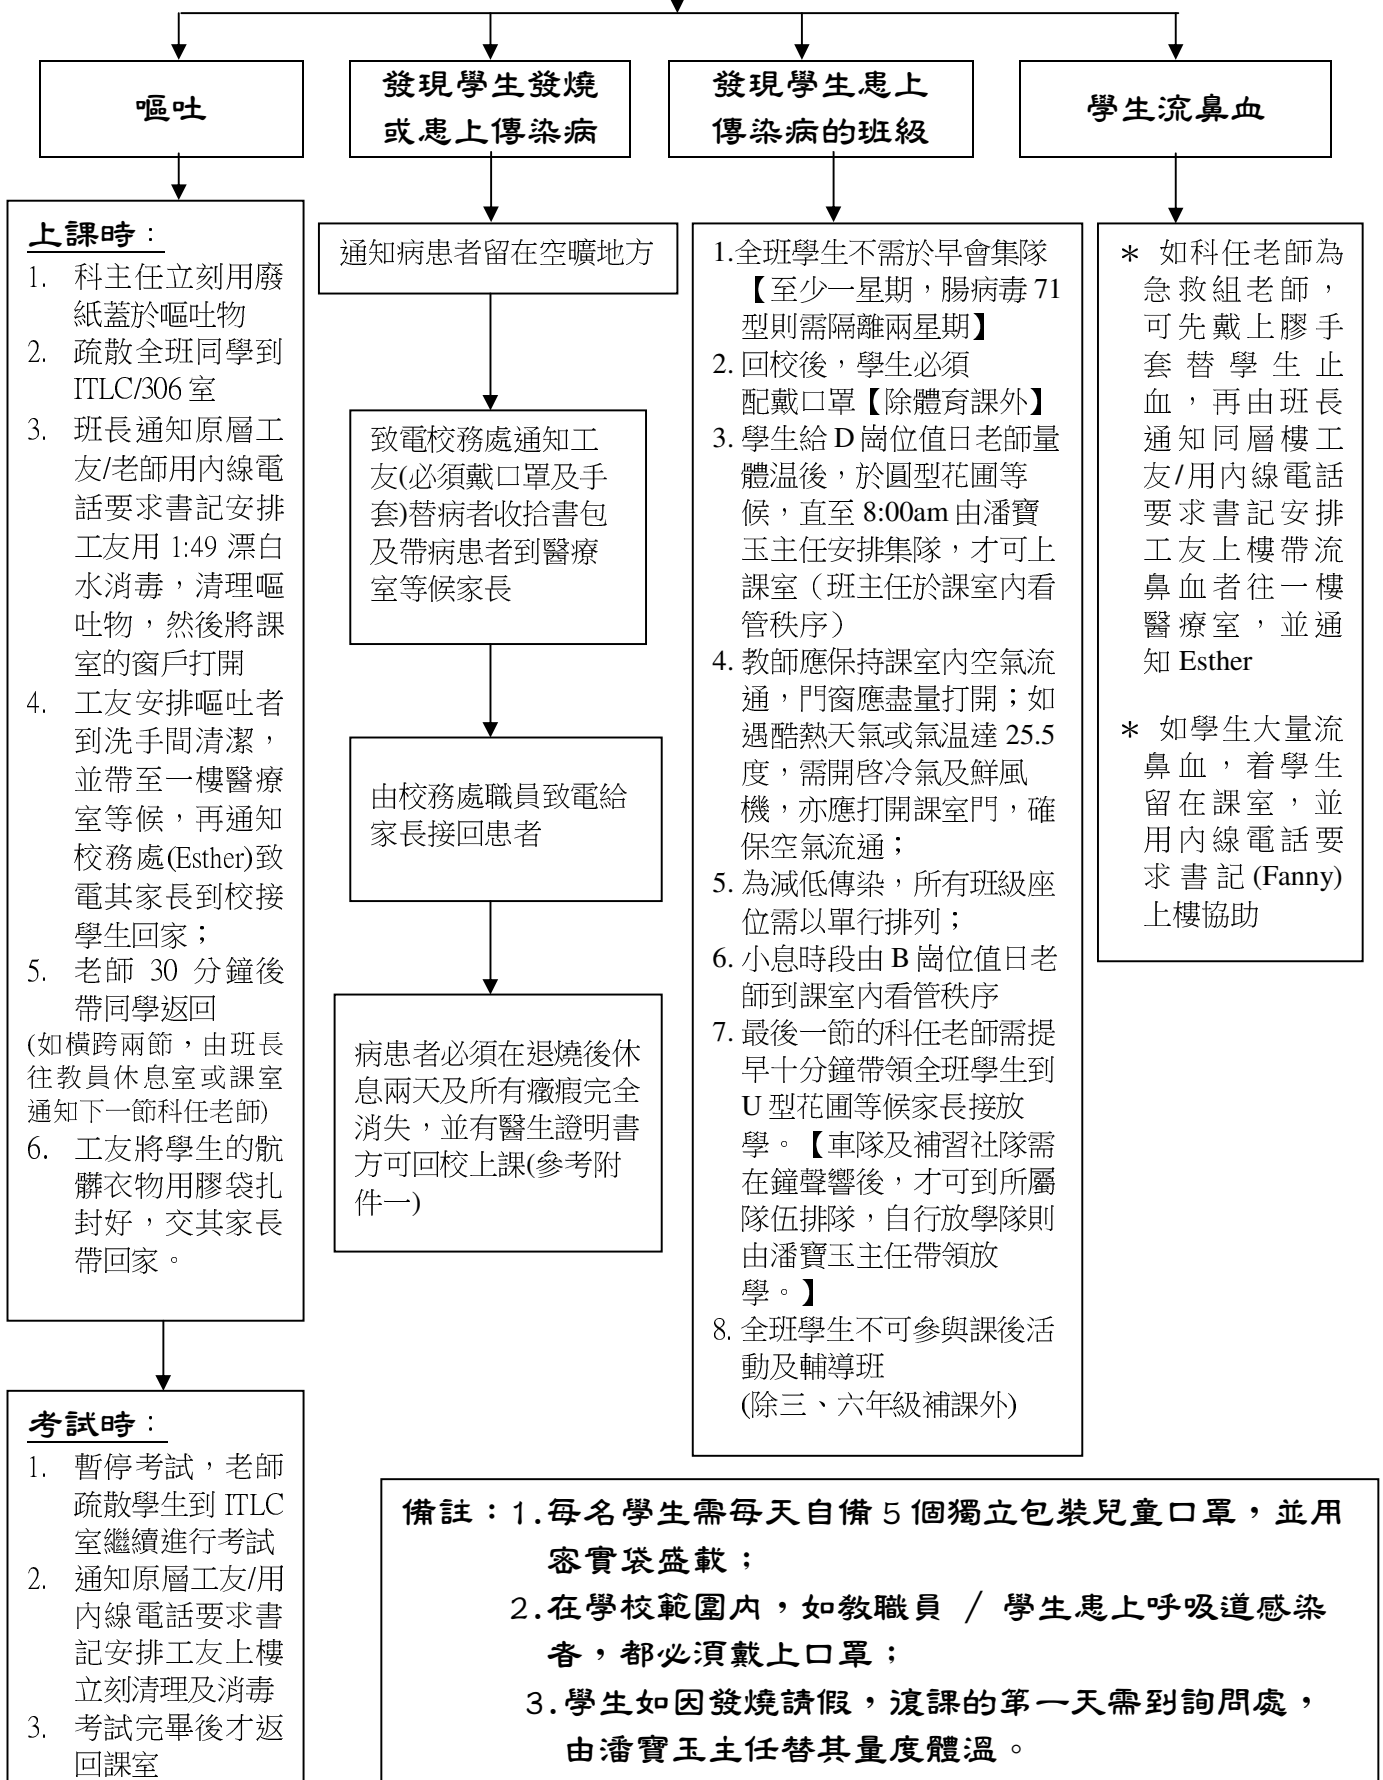 嘔吐
發現學生發燒
或患上傳染病
發現學生患上
傳染病的班級
學生流鼻血
上課時：
1. 科主任立刻用廢
紙蓋於嘔吐物
2. 疏散全班同學到
ITLC/306 室
3. 班長通知原層工
友/老師用內線電
話要求書記安排
工友用 1:49 漂白
水消毒，清理嘔
吐物，然後將課
室的窗戶打開
4. 工友安排嘔吐者
到洗手間清潔，
並帶至一樓醫療
室等候，再通知
校務處(Esther)致
電其家長到校接
學生回家；
5. 老師 30 分鐘後
帶同學返回
(如橫跨兩節，由班長
往教員休息室或課室
通知下一節科任老師)
6. 工友將學生的骯
髒衣物用膠袋扎
封好，交其家長
帶回家。
考試時：
1. 暫停考試，老師
疏散學生到 ITLC
室繼續進行考試
2. 通知原層工友/用
內線電話要求書
記安排工友上樓
立刻清理及消毒
3. 考試完畢後才返
回課室
通知病患者留在空曠地方
致電校務處通知工
友(必須戴口罩及手
套)替病者收拾書包
及帶病患者到醫療
室等候家長
由校務處職員致電給
家長接回患者
病患者必須在退燒後休
息兩天及所有癥瘕完全
消失，並有醫生證明書
方可回校上課(參考附
件一)
1.全班學生不需於早會集隊
【至少一星期，腸病毒 71
型則需隔離兩星期】
2. 回校後，學生必須
配戴口罩【除體育課外】
3. 學生給 D 崗位值日老師量
體温後，於圓型花圃等
候，直至 8:00am 由潘寶
玉主任安排集隊，才可上
課室（班主任於課室內看
管秩序）
4. 教師應保持課室內空氣流
通，門窗應盡量打開；如
遇酷熱天氣或氣温達 25.5
度，需開啓冷氣及鮮風
機，亦應打開課室門，確
保空氣流通；
5. 為減低傳染，所有班級座
位需以單行排列；
6. 小息時段由 B 崗位值日老
師到課室內看管秩序
7. 最後一節的科任老師需提
早十分鐘帶領全班學生到
U 型花圃等候家長接放
學。【車隊及補習社隊需
在鐘聲響後，才可到所屬
隊伍排隊，自行放學隊則
由潘寶玉主任帶領放
學。】
8. 全班學生不可參與課後活
動及輔導班
(除三、六年級補課外)
＊ 如科任老師為
急救組老師，
可先戴上膠手
套替學生止
血，再由班長
通知同層樓工
友/用內線電話
要求書記安排
工友上樓帶流
鼻血者往一樓
醫療室，並通
知 Esther
＊ 如學生大量流
鼻血，着學生
留在課室，並
用內線電話要
求書記(Fanny)
上樓協助
備註：1.每名學生需每天自備 5 個獨立包裝兒童口罩，並用
密實袋盛載；
2.在學校範圍內，如教職員 / 學生患上呼吸道感染
者，都必須戴上口罩；
3.學生如因發燒請假，復課的第一天需到詢問處，
由潘寶玉主任替其量度體溫。